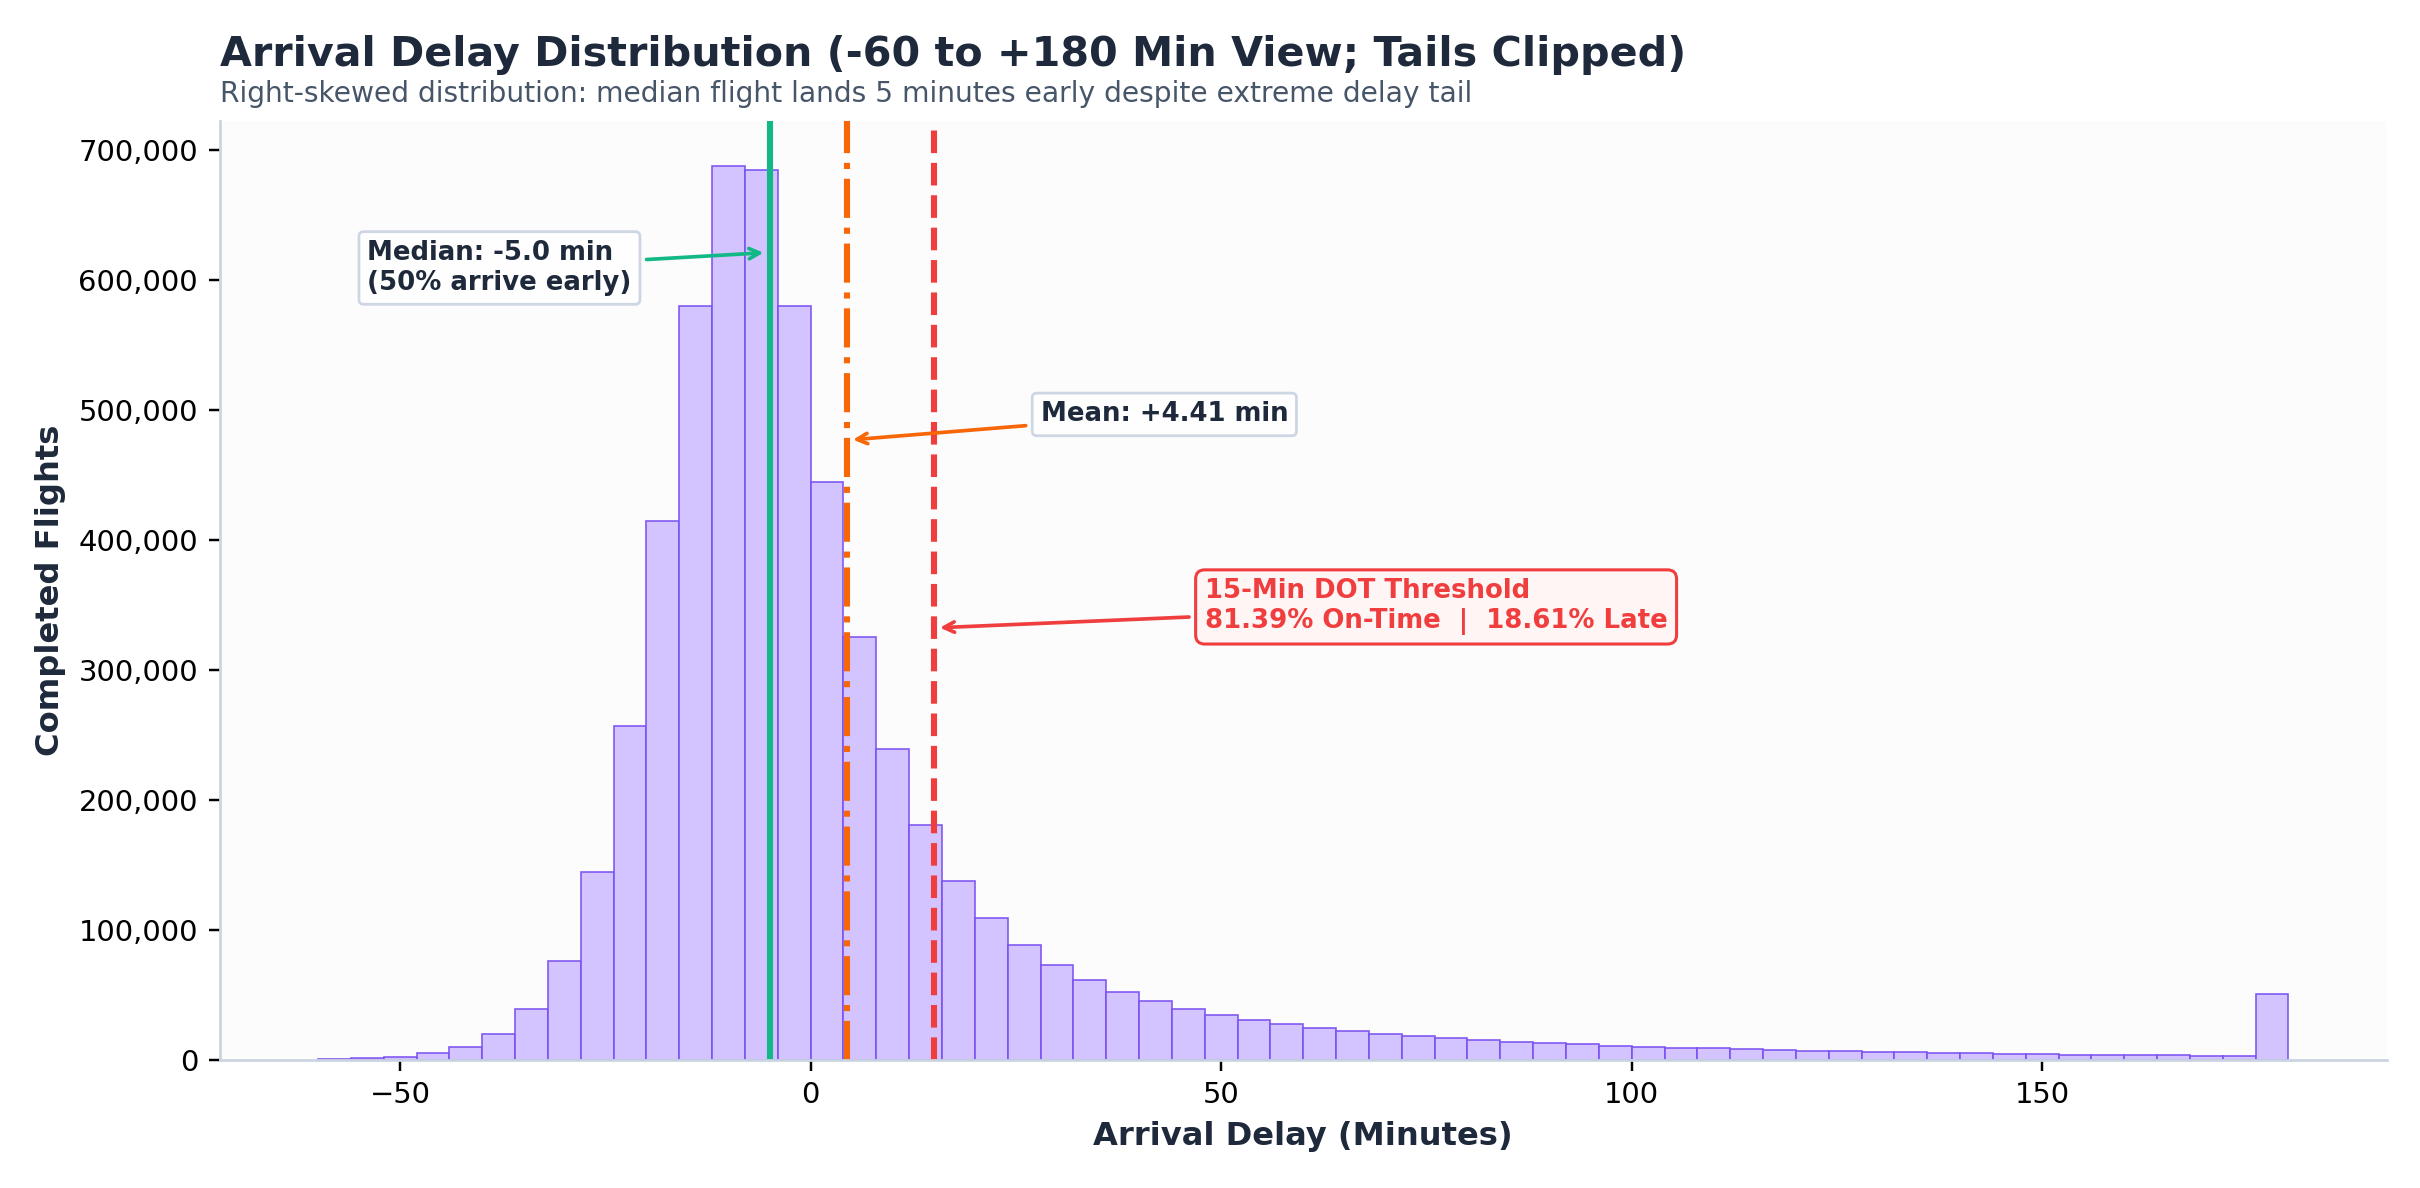 Arrival Delay Distribution (-60 to +180 Min View; Tails Clipped)
Right-skewed distribution: median flight lands 5 minutes early despite extreme delay tail
Completed Flights
700,000
600,000
500,000
400,000
300,000
200,000
100,000
0
Median: -5.0 min
(50% arrive early)
Mean: +4.41 min
15-Min DOT Threshold
81.39% On-Time | 18.61% Late
−50
0
50
100
150
Arrival Delay (Minutes)